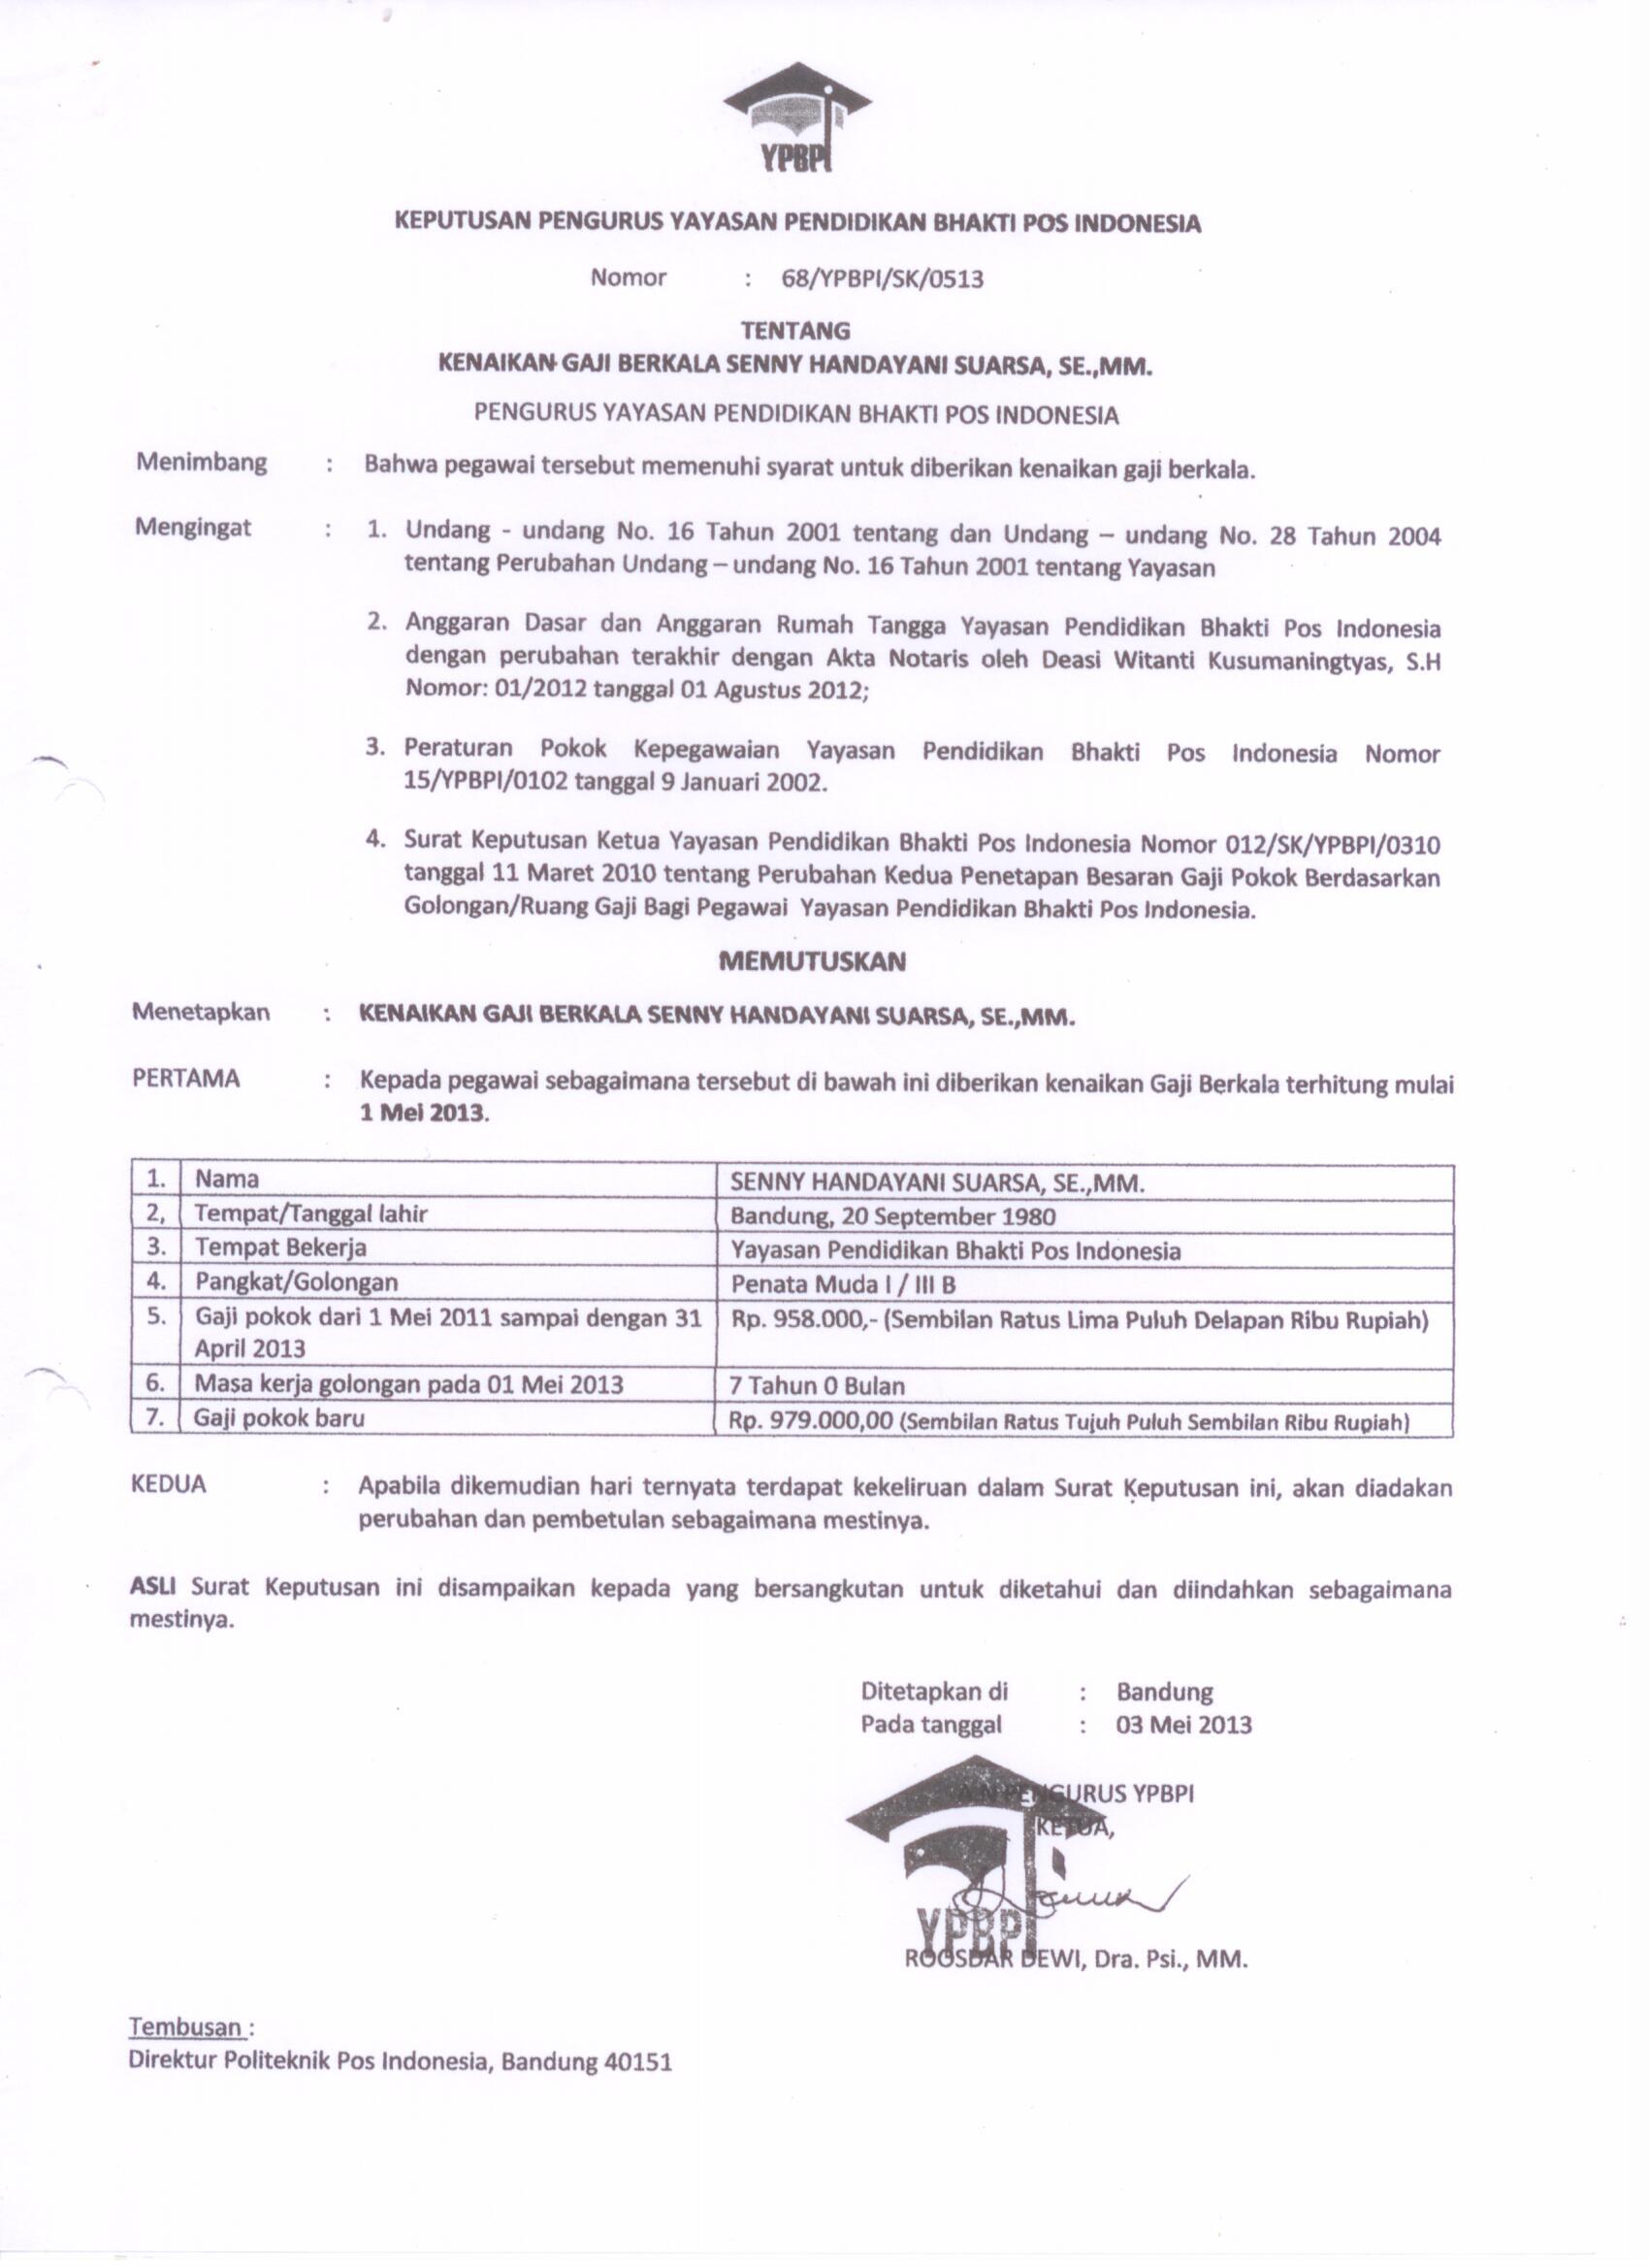 YPBPI
KEPUTUSAN PENGURUS YAYASAN PENDIDIKAN BHAKTI POS INDONESIA
Nomor : 68/YPBPI/SK/0513
TENTANG
KENAIKAN GAJI BERKALA SENNY HANDAYANI SUARSA, SE.,MM.
PENGURUS YAYASAN PENDIDIKAN BHAKTI POS INDONESIA
Menimbang : Bahwa pegawai tersebut memenuhi syarat untuk diberikan kenaikan gaji berkala.
Mengingat : 1. Undang - undang No. 16 Tahun 2001 tentang dan Undang – undang No. 28 Tahun 2004
tentang Perubahan Undang – undang No. 16 Tahun 2001 tentang Yayasan
2. Anggaran Dasar dan Anggaran Rumah Tangga Yayasan Pendidikan Bhakti Pos Indonesia
dengan perubahan terakhir dengan Akta Notaris oleh Deasi Witanti Kusumaningtyas, S.H
Nomor: 01/2012 tanggal 01 Agustus 2012;
3. Peraturan Pokok Kepegawaian Yayasan Pendidikan Bhakti Pos Indonesia Nomor
15/YPBPI/0102 tanggal 9 Januari 2002.
4. Surat Keputusan Ketua Yayasan Pendidikan Bhakti Pos Indonesia Nomor 012/SK/YPBPI/0310
tanggal 11 Maret 2010 tentang Perubahan Kedua Penetapan Besaran Gaji Pokok Berdasarkan
Golongan/Ruang Gaji Bagi Pegawai Yayasan Pendidikan Bhakti Pos Indonesia.
MEMUTUSKAN
Menetapkan : KENAIKAN GAJI BERKALA SENNY HANDAYANI SUARSA, SE.,MM.
PERTAMA : Kepada pegawai sebagaimana tersebut di bawah ini diberikan kenaikan Gaji Berkala terhitung mulai
1 Mei 2013.
1. Nama SENNY HANDAYANI SUARSA, SE.,MM.
2, Tempat/Tanggal lahir Bandung, 20 September 1980
3. Tempat Bekerja Yayasan Pendidikan Bhakti Pos Indonesia
4. Pangkat/Golongan Penata Muda I / III B
5. Gaji pokok dari 1 Mei 2011 sampai dengan 31 Rp. 958.000,- (Sembilan Ratus Lima Puluh Delapan Ribu Rupiah)
April 2013
6. Masa kerja golongan pada 01 Mei 2013 7 Tahun 0 Bulan
7. Gaji pokok baru Rp. 979.000,00 (Sembilan Ratus Tujuh Puluh Sembilan Ribu Rupiah)
KEDUA : Apabila dikemudian hari ternyata terdapat kekeliruan dalam Surat Keputusan ini, akan diadakan
perubahan dan pembetulan sebagaimana mestinya.
ASLI Surat Keputusan ini disampaikan kepada yang bersangkutan untuk diketahui dan diindahkan sebagaimana
mestinya.
Ditetapkan di : Bandung
Pada tanggal : 03 Mei 2013
A.N PENGURUS YPBPI
KETUA,
YPBPI
ROOSDAR DEWI, Dra. Psi., MM.
Tembusan :
Direktur Politeknik Pos Indonesia, Bandung 40151